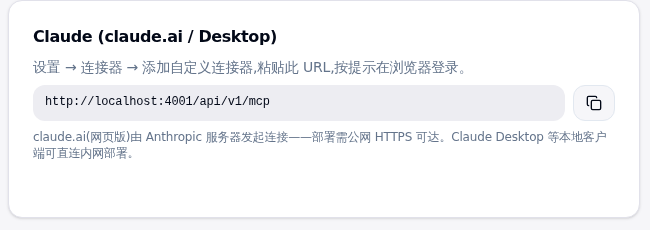 Claude (claude.ai / Desktop)
设置 → 连接器 → 添加自定义连接器,粘贴此 URL,按提示在浏览器登录。
http://localhost:4001/api/v1/mcp
claude.ai(网页版)由 Anthropic 服务器发起连接——部署需公网 HTTPS 可达。Claude Desktop 等本地客户
端可直连内网部署。